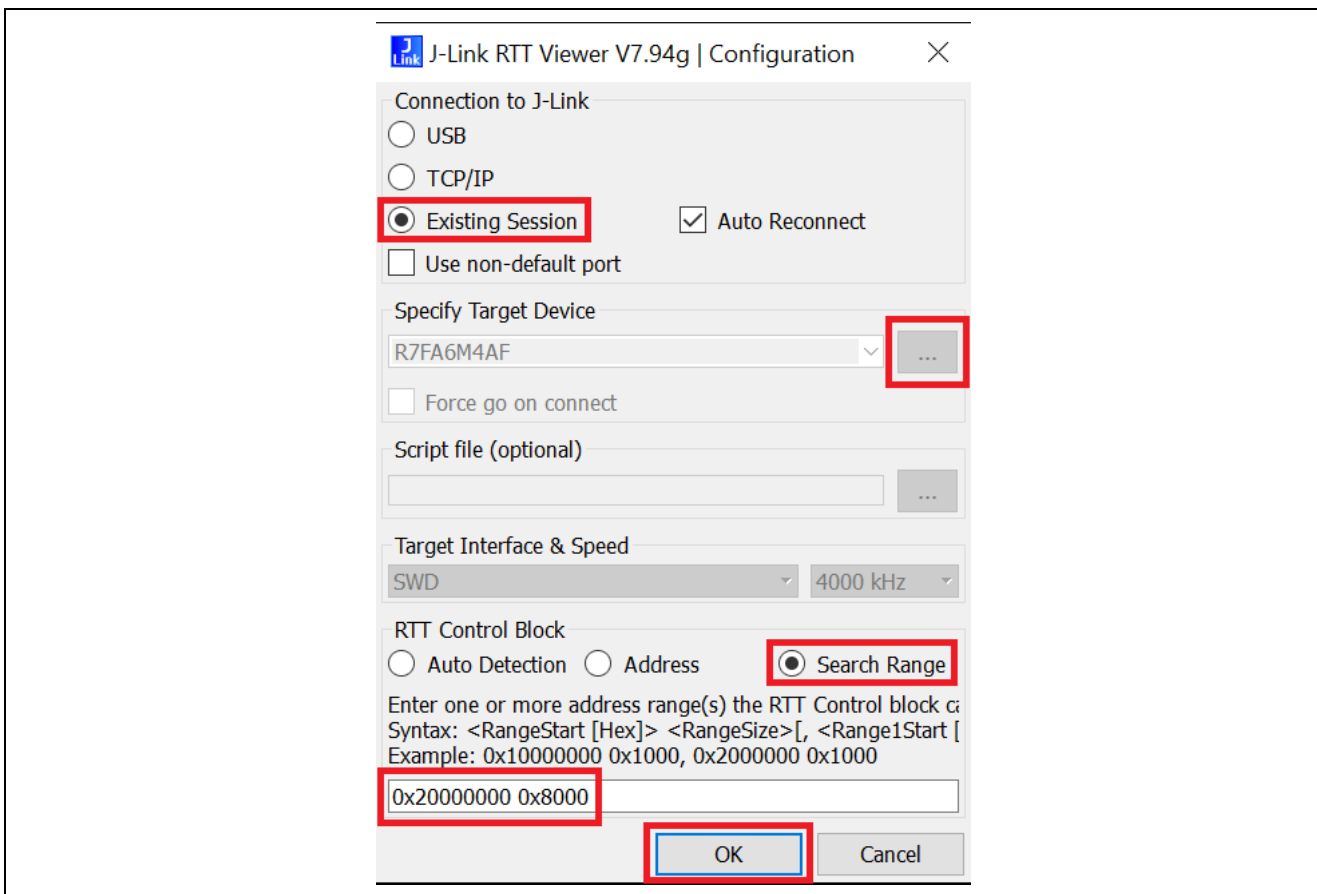 J Link J-Link RTT Viewer V7.94g | Configuration
Connection to J-Link
USB
TCP/IP
Existing Session Auto Reconnect
Use non-default port
Specify Target Device
R7FA6M4AF ...
Force go on connect
Script file (optional)
...
Target Interface & Speed
SWD 4000 kHz
RTT Control Block
Auto Detection Address Search Range
Enter one or more address range(s) the RTT Control block ca
Syntax: <RangeStart [Hex]> <RangeSize>[, <Range1Start [
Example: 0x10000000 0x1000, 0x2000000 0x1000
0x20000000 0x8000
OK Cancel